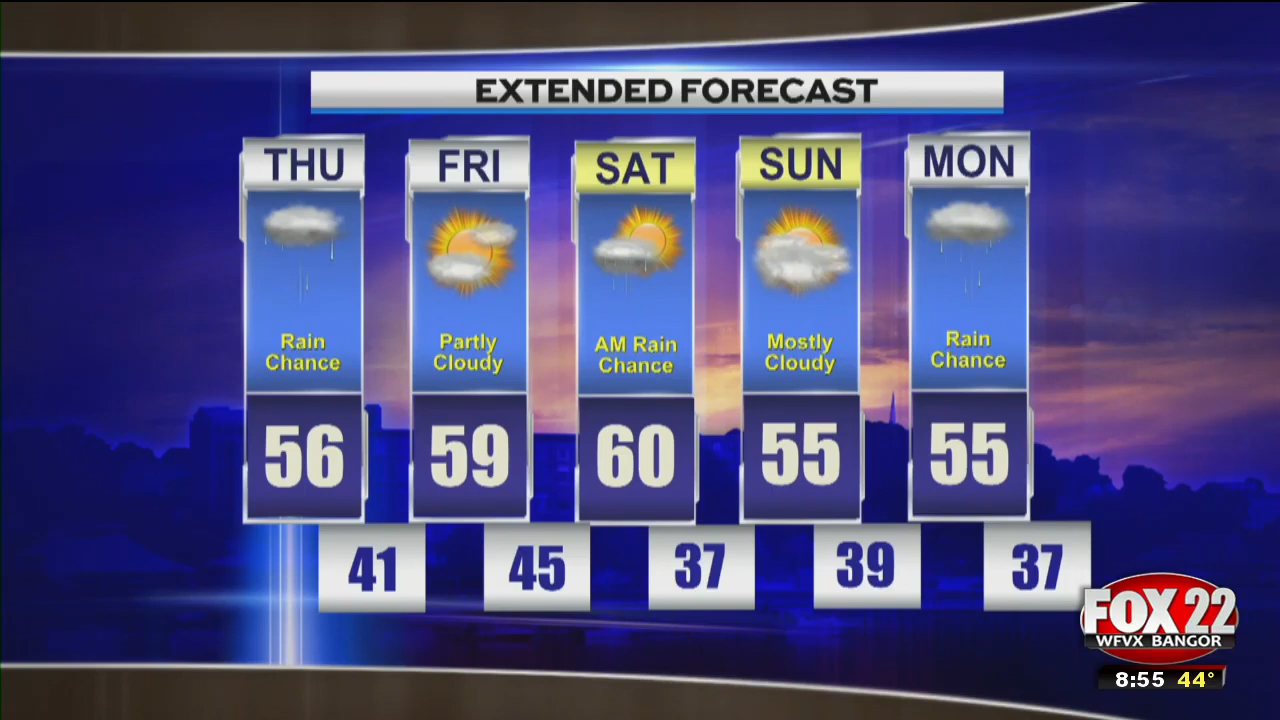 EXTENDED FORECAST
THU FRI SAT SUN MON
Rain Chance
Partly Cloudy
AM Rain Chance
Mostly Cloudy
Rain Chance
56 59 60 55 55
41 45 37 39 37
FOX 22
WFVX BANGOR
8:55 44°